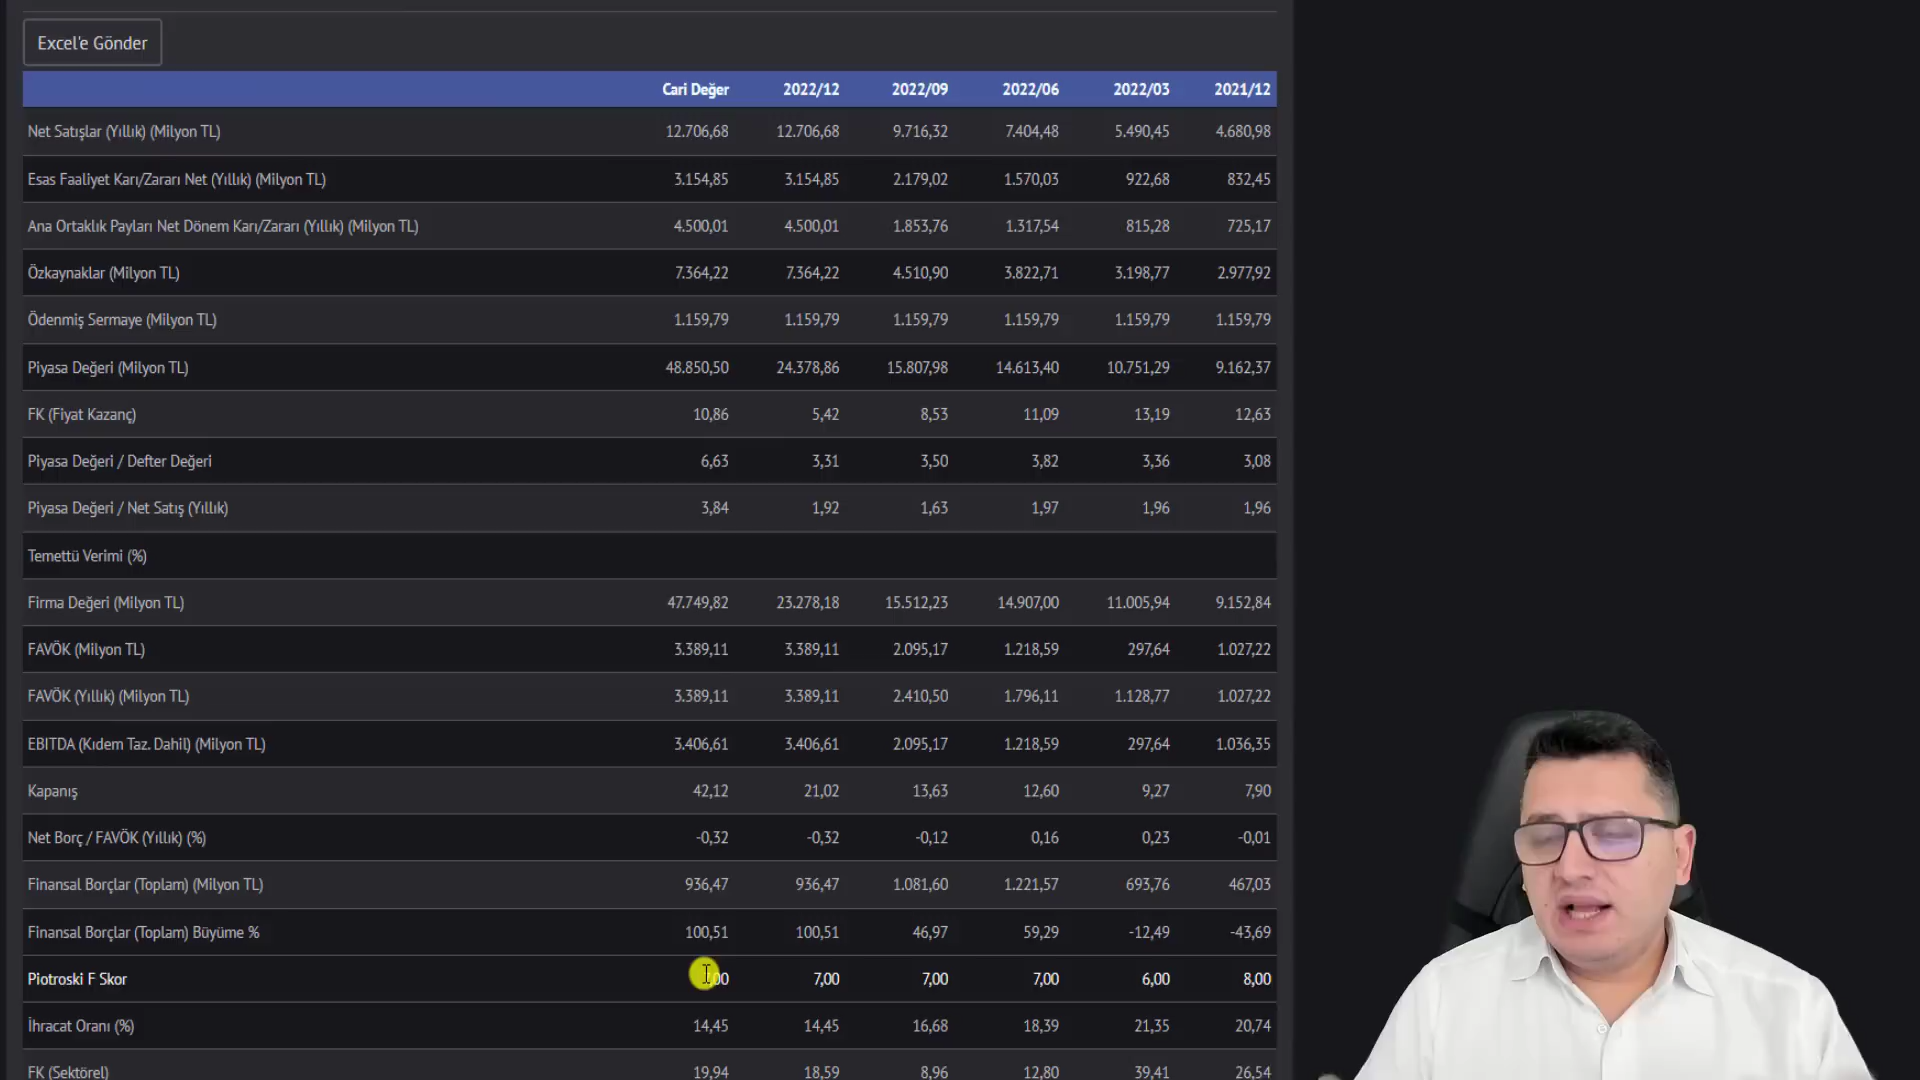 Excel'e Gönder
Cari Değer 2022/12 2022/09 2022/06 2022/03 2021/12
Net Satışlar (Yıllık) (Milyon TL) 12.706,68 12.706,68 9.716,32 7.404,48 5.490,45 4.680,98
Esas Faaliyet Karı/Zararı Net (Yıllık) (Milyon TL) 3.154,85 3.154,85 2.179,02 1.570,03 922,68 832,45
Ana Ortaklık Payları Net Dönem Karı/Zararı (Yıllık) (Milyon TL) 4.500,01 4.500,01 1.853,76 1.317,54 815,28 725,17
Özkaynaklar (Milyon TL) 7.364,22 7.364,22 4.510,90 3.822,71 3.198,77 2.977,92
Ödenmiş Sermaye (Milyon TL) 1.159,79 1.159,79 1.159,79 1.159,79 1.159,79 1.159,79
Piyasa Değeri (Milyon TL) 48.850,50 24.378,86 15.807,98 14.613,40 10.751,29 9.162,37
FK (Fiyat Kazanç) 10,86 5,42 8,53 11,09 13,19 12,63
Piyasa Değeri / Defter Değeri 6,63 3,31 3,50 3,82 3,36 3,08
Piyasa Değeri / Net Satış (Yıllık) 3,84 1,92 1,63 1,97 1,96 1,96
Temettü Verimi (%)
Firma Değeri (Milyon TL) 47.749,82 23.278,18 15.512,23 14.907,00 11.005,94 9.152,84
FAVÖK (Milyon TL) 3.389,11 3.389,11 2.095,17 1.218,59 297,64 1.027,22
FAVÖK (Yıllık) (Milyon TL) 3.389,11 3.389,11 2.410,50 1.796,11 1.128,77 1.027,22
EBITDA (Kıdem Taz. Dahil) (Milyon TL) 3.406,61 3.406,61 2.095,17 1.218,59 297,64 1.036,35
Kapanış 42,12 21,02 13,63 12,60 9,27 7,90
Net Borç / FAVÖK (Yıllık) (%) -0,32 -0,32 -0,12 0,16 0,23 -0,01
Finansal Borçlar (Toplam) (Milyon TL) 936,47 936,47 1.081,60 1.221,57 693,76 467,03
Finansal Borçlar (Toplam) Büyüme % 100,51 100,51 46,97 59,29 -12,49 -43,69
Piotroski F Skor 7,00 7,00 7,00 6,00 8,00
İhracat Oranı (%) 14,45 14,45 16,68 18,39 21,35 20,74
FK (Sektörel) 19,94 18,59 8,96 12,80 39,41 26,54